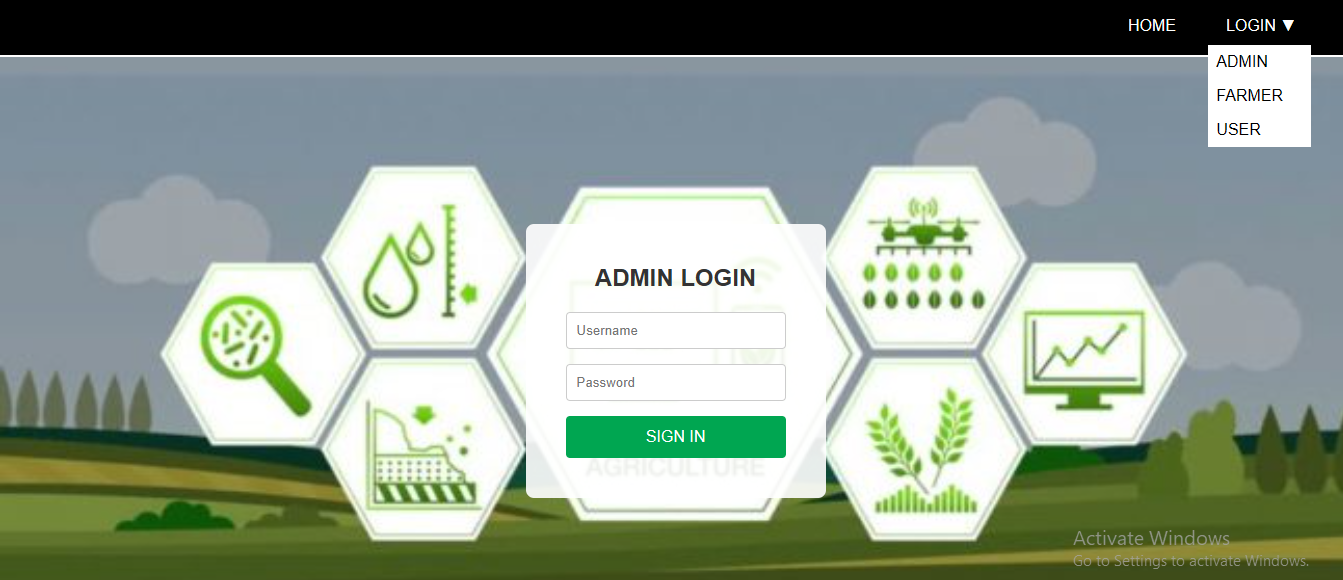 HOME
LOGIN ▼
ADMIN
FARMER
USER
ADMIN LOGIN
Username
Password
SIGN IN
AGRICULTURE
Activate Windows
Go to Settings to activate Windows.